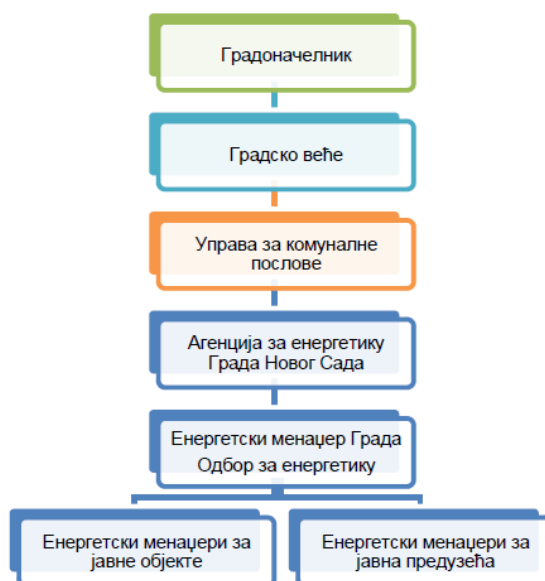 Градоначелник
Градско веће
Управа за комуналне
послове
Агенција за енергетику
Града Новог Сада
Енергетски менаџер Града
Одбор за енергетику
Енергетски менаџери за
јавне објекте
Енергетски менаџери за
јавна предузећа